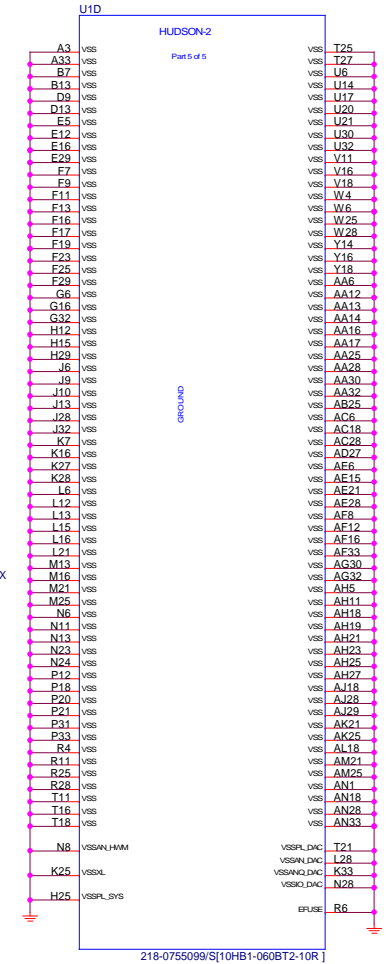 U1D
HUDSON-2
Part 5 of 5
A3 VSS VSS T25
A33 VSS VSS T27
B7 VSS VSS U6
B13 VSS VSS U14
D9 VSS VSS U17
D13 VSS VSS U20
E5 VSS VSS U21
E12 VSS VSS U30
E16 VSS VSS U32
E29 VSS VSS V11
F7 VSS VSS V16
F9 VSS VSS V18
F11 VSS VSS W4
F13 VSS VSS W6
F16 VSS VSS W25
F17 VSS VSS W28
F19 VSS VSS Y14
F23 VSS VSS Y16
F25 VSS VSS Y18
F29 VSS VSS AA6
G6 VSS VSS AA12
G16 VSS VSS AA13
G32 VSS VSS AA14
H12 VSS VSS AA16
H15 VSS VSS AA17
H29 VSS VSS AA25
J6 VSS VSS AA28
J9 VSS VSS AA30
J10 VSS VSS AA32
J13 VSS VSS AB25
J28 VSS VSS AC6
J32 VSS VSS AC18
K7 VSS VSS AC28
K16 VSS VSS AD27
K27 VSS VSS AE6
K28 VSS VSS AE15
L6 VSS VSS AE21
L12 VSS VSS AE28
L13 VSS VSS AF8
L15 VSS VSS AF12
L16 VSS VSS AF16
L21 VSS VSS AF33
M13 VSS VSS AG30
M16 VSS VSS AG32
M21 VSS VSS AH5
M25 VSS VSS AH11
N6 VSS VSS AH18
N11 VSS VSS AH19
N13 VSS VSS AH21
N23 VSS VSS AH23
N24 VSS VSS AH25
P12 VSS VSS AH27
P18 VSS VSS AJ18
P20 VSS VSS AJ28
P21 VSS VSS AJ29
P31 VSS VSS AK21
P33 VSS VSS AK25
R4 VSS VSS AL18
R11 VSS VSS AM21
R25 VSS VSS AM25
R28 VSS VSS AN1
T11 VSS VSS AN18
T16 VSS VSS AN28
T18 VSS VSS AN33
GROUND
X
N8 VSSAN_HWM VSSPL_DAC T21
VSSAN_DAC L28
K25 VSSXL VSSANQ_DAC K33
VSSIO_DAC N28
H25 VSSPL_SYS
EFUSE R6
218-0755099/S[10HB1-060BT2-10R ]